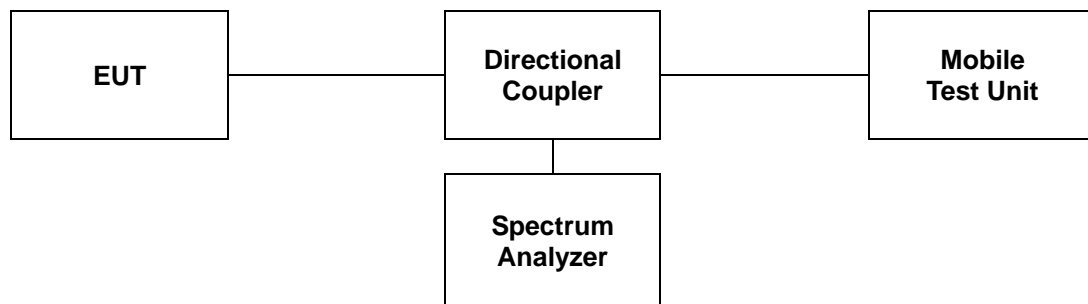 EUT
Directional
Coupler
Mobile
Test Unit
Spectrum
Analyzer